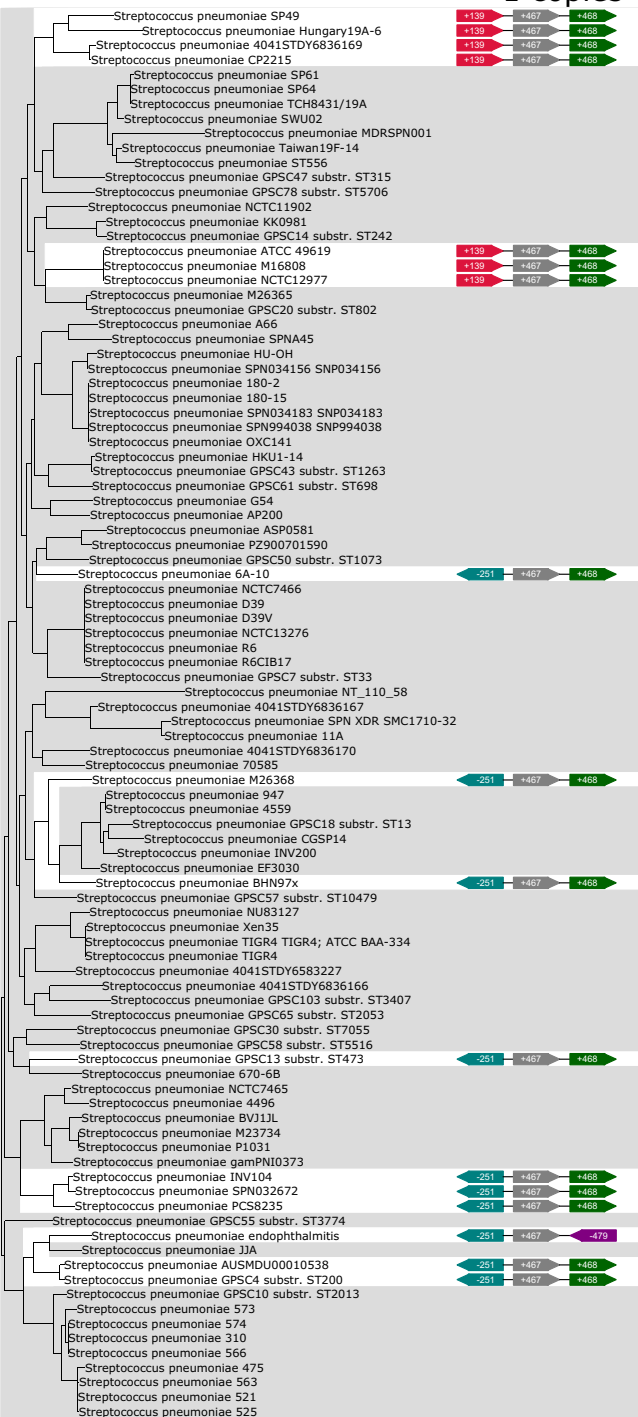 Streptococcus pneumoniae SP49 +139 +467 +468
Streptococcus pneumoniae Hungary19A-6 +139 +467 +468
Streptococcus pneumoniae 4041STDY6836169 +139 +467 +468
Streptococcus pneumoniae CP2215 +139 +467 +468
Streptococcus pneumoniae SP61
Streptococcus pneumoniae SP64
Streptococcus pneumoniae TCH8431/19A
Streptococcus pneumoniae SWU02
Streptococcus pneumoniae MDRSPN001
Streptococcus pneumoniae Taiwan19F-14
Streptococcus pneumoniae ST556
Streptococcus pneumoniae GPSC47 substr. ST315
Streptococcus pneumoniae GPSC78 substr. ST5706
Streptococcus pneumoniae NCTC11902
Streptococcus pneumoniae KK0981
Streptococcus pneumoniae GPSC14 substr. ST242
Streptococcus pneumoniae ATCC 49619 +139 +467 +468
Streptococcus pneumoniae M16808 +139 +467 +468
Streptococcus pneumoniae NCTC12977 +139 +467 +468
Streptococcus pneumoniae M26365
Streptococcus pneumoniae GPSC20 substr. ST802
Streptococcus pneumoniae A66
Streptococcus pneumoniae SPNA45
Streptococcus pneumoniae HU-OH
Streptococcus pneumoniae SPN034156 SNP034156
Streptococcus pneumoniae 180-2
Streptococcus pneumoniae 180-15
Streptococcus pneumoniae SPN034183 SNP034183
Streptococcus pneumoniae SPN994038 SNP994038
Streptococcus pneumoniae OXC141
Streptococcus pneumoniae HKU1-14
Streptococcus pneumoniae GPSC43 substr. ST1263
Streptococcus pneumoniae GPSC61 substr. ST698
Streptococcus pneumoniae G54
Streptococcus pneumoniae AP200
Streptococcus pneumoniae ASP0581
Streptococcus pneumoniae PZ900701590
Streptococcus pneumoniae GPSC50 substr. ST1073
Streptococcus pneumoniae 6A-10 -251 +467 +468
Streptococcus pneumoniae NCTC7466
Streptococcus pneumoniae D39
Streptococcus pneumoniae D39V
Streptococcus pneumoniae NCTC13276
Streptococcus pneumoniae R6
Streptococcus pneumoniae R6CIB17
Streptococcus pneumoniae GPSC7 substr. ST33
Streptococcus pneumoniae NT_110_58
Streptococcus pneumoniae 4041STDY6836167
Streptococcus pneumoniae SPN XDR SMC1710-32
Streptococcus pneumoniae 11A
Streptococcus pneumoniae 4041STDY6836170
Streptococcus pneumoniae 70585
Streptococcus pneumoniae M26368 -251 +467 +468
Streptococcus pneumoniae 947
Streptococcus pneumoniae 4559
Streptococcus pneumoniae GPSC18 substr. ST13
Streptococcus pneumoniae CGSP14
Streptococcus pneumoniae INV200
Streptococcus pneumoniae EF3030
Streptococcus pneumoniae BHN97x -251 +467 +468
Streptococcus pneumoniae GPSC57 substr. ST10479
Streptococcus pneumoniae NU83127
Streptococcus pneumoniae Xen35
Streptococcus pneumoniae TIGR4 TIGR4; ATCC BAA-334
Streptococcus pneumoniae TIGR4
Streptococcus pneumoniae 4041STDY6583227
Streptococcus pneumoniae 4041STDY6836166
Streptococcus pneumoniae GPSC103 substr. ST3407
Streptococcus pneumoniae GPSC65 substr. ST2053
Streptococcus pneumoniae GPSC30 substr. ST7055
Streptococcus pneumoniae GPSC58 substr. ST5516
Streptococcus pneumoniae GPSC13 substr. ST473 -251 +467 +468
Streptococcus pneumoniae 670-6B
Streptococcus pneumoniae NCTC7465
Streptococcus pneumoniae 4496
Streptococcus pneumoniae BVJ1JL
Streptococcus pneumoniae M23734
Streptococcus pneumoniae P1031
Streptococcus pneumoniae gamPNI0373
Streptococcus pneumoniae INV104 -251 +467 +468
Streptococcus pneumoniae SPN032672 -251 +467 +468
Streptococcus pneumoniae PCS8235 -251 +467 +468
Streptococcus pneumoniae GPSC55 substr. ST3774
Streptococcus pneumoniae endophthalmitis -251 +467 -479
Streptococcus pneumoniae JJA
Streptococcus pneumoniae AUSMDU00010538 -251 +467 +468
Streptococcus pneumoniae GPSC4 substr. ST200 -251 +467 +468
Streptococcus pneumoniae GPSC10 substr. ST2013
Streptococcus pneumoniae 573
Streptococcus pneumoniae 574
Streptococcus pneumoniae 310
Streptococcus pneumoniae 566
Streptococcus pneumoniae 475
Streptococcus pneumoniae 563
Streptococcus pneumoniae 521
Streptococcus pneumoniae 525